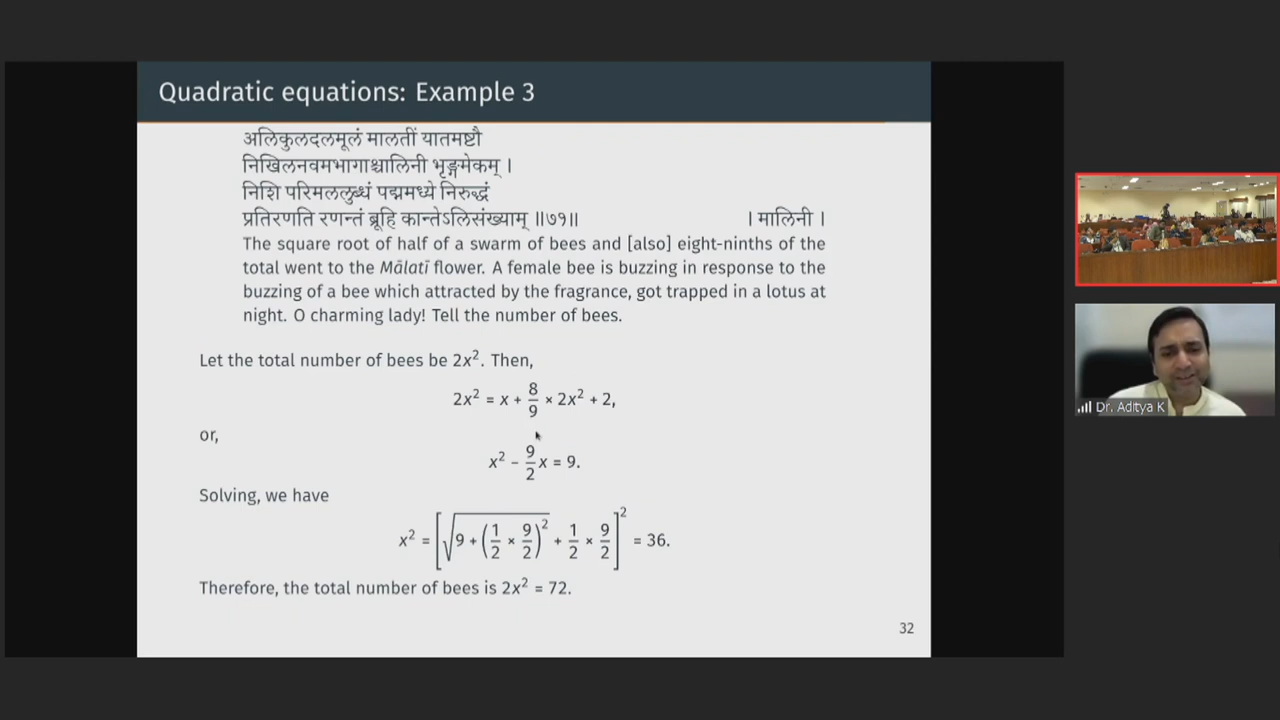 Quadratic equations: Example 3
अलिकुलदलमूलं मालतीं यातमष्टौ
निखिलनवमभागाश्चालिनी भृङ्गमेकम् ।
निशि परिमललुब्धं पद्ममध्ये निरुद्धं
प्रतिरणति रणन्तं ब्रूहि कान्तेऽलिसंख्याम् ॥७१॥ । मालिनी ।
The square root of half of a swarm of bees and [also] eight-ninths of the
total went to the Mālatī flower. A female bee is buzzing in response to the
buzzing of a bee which attracted by the fragrance, got trapped in a lotus at
night. O charming lady! Tell the number of bees.
Let the total number of bees be 2x². Then,
2x² = x + 8/9 × 2x² + 2,
or,
x² − 9/2 x = 9.
Solving, we have
x² = [√(9 + (1/2 × 9/2)²) + 1/2 × 9/2]² = 36.
Therefore, the total number of bees is 2x² = 72.
32
Dr. Aditya K